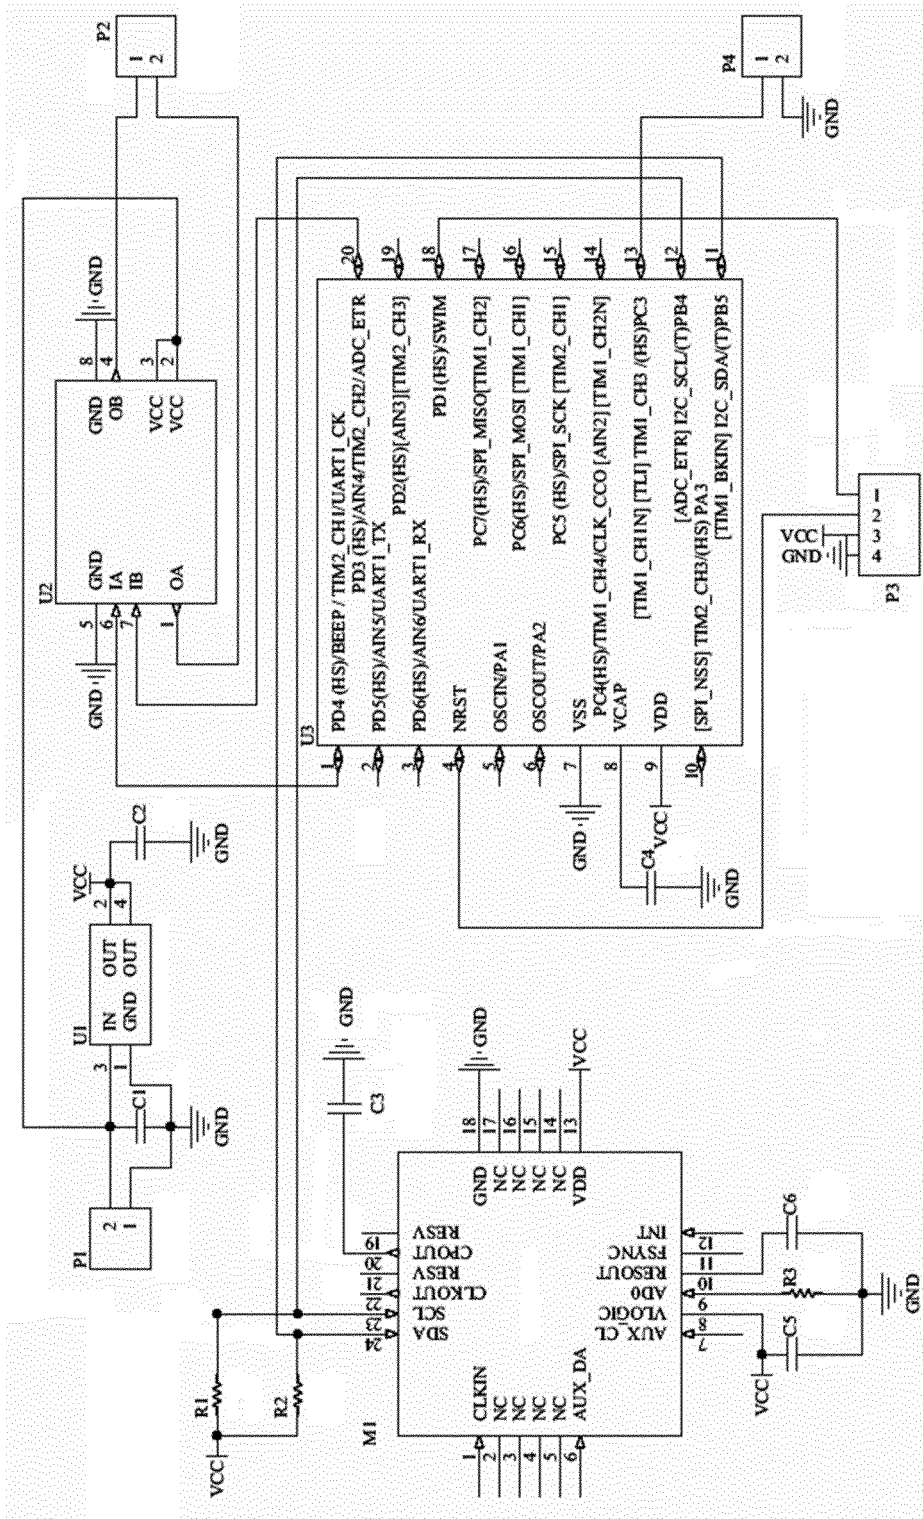 P1
2
1
U1
3
IN
OUT
2
1
GND
OUT
4
VCC
C1
C2
GND
GND
U2
5
GND
GND
8
6
IA
OB
4
7
IB
VCC
3
1
OA
VCC
2
GND
GND
P2
1
2
R1
R2
VCC
M1
24
23
22
21
20
19
SDA
SCL
CLKOUT
RESV
CPOUT
RESV
1
CLKIN
GND
18
2
NC
NC
17
3
NC
NC
16
4
NC
NC
15
5
NC
NC
14
6
AUX_DA
VDD
13
AUX_CL
VLOGIC
AD0
RESOUT
FSYNC
INT
7
8
9
10
11
12
C3
GND
GND
VCC
VCC
C5
R3
C6
GND
U3
1
PD4 (HS)/BEEP / TIM2_CH1/UART1_CK
PD3 (HS)/AIN4/TIM2_CH2/ADC_ETR
20
2
PD5(HS)/AIN5/UART1_TX
PD2(HS)[AIN3][TIM2_CH3]
19
3
PD6(HS)/AIN6/UART1_RX
PD1(HS)/SWIM
18
4
NRST
PC7(HS)/SPI_MISO[TIM1_CH2]
17
5
OSCIN/PA1
PC6(HS)/SPI_MOSI [TIM1_CH1]
16
6
OSCOUT/PA2
PC5 (HS)/SPI_SCK [TIM2_CH1]
15
7
VSS
PC4(HS)/TIM1_CH4/CLK_CCO [AIN2] [TIM1_CH2N]
14
8
VCAP
[TIM1_CH1N] [TLI] TIM1_CH3 /(HS)PC3
13
9
VDD
[ADC_ETR] I2C_SCL/(T)PB4
12
10
[SPI_NSS] TIM2_CH3/(HS) PA3
[TIM1_BKIN] I2C_SDA/(T)PB5
11
GND
C4
VCC
GND
P4
1
2
GND
P3
1
2
3
4
VCC
GND